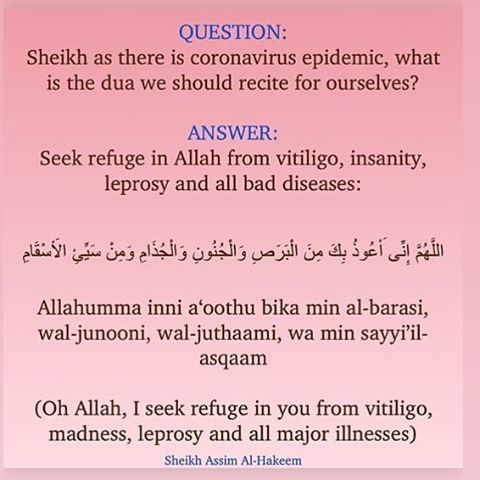 QUESTION:
Sheikh as there is coronavirus epidemic, what
is the dua we should recite for ourselves?
ANSWER:
Seek refuge in Allah from vitiligo, insanity,
leprosy and all bad diseases:
اللَّهُمَّ إِنِّى أَعُوذُ بِكَ مِنَ الْبَرَصِ وَالْجُنُونِ وَالْجُذَامِ وَمِنْ سَيِّئِ الأَسْقَامِ
Allahumma inni a‘oothu bika min al-barasi,
wal-junooni, wal-juthaami, wa min sayyi’il-
asqaam
(Oh Allah, I seek refuge in you from vitiligo,
madness, leprosy and all major illnesses)
Sheikh Assim Al-Hakeem